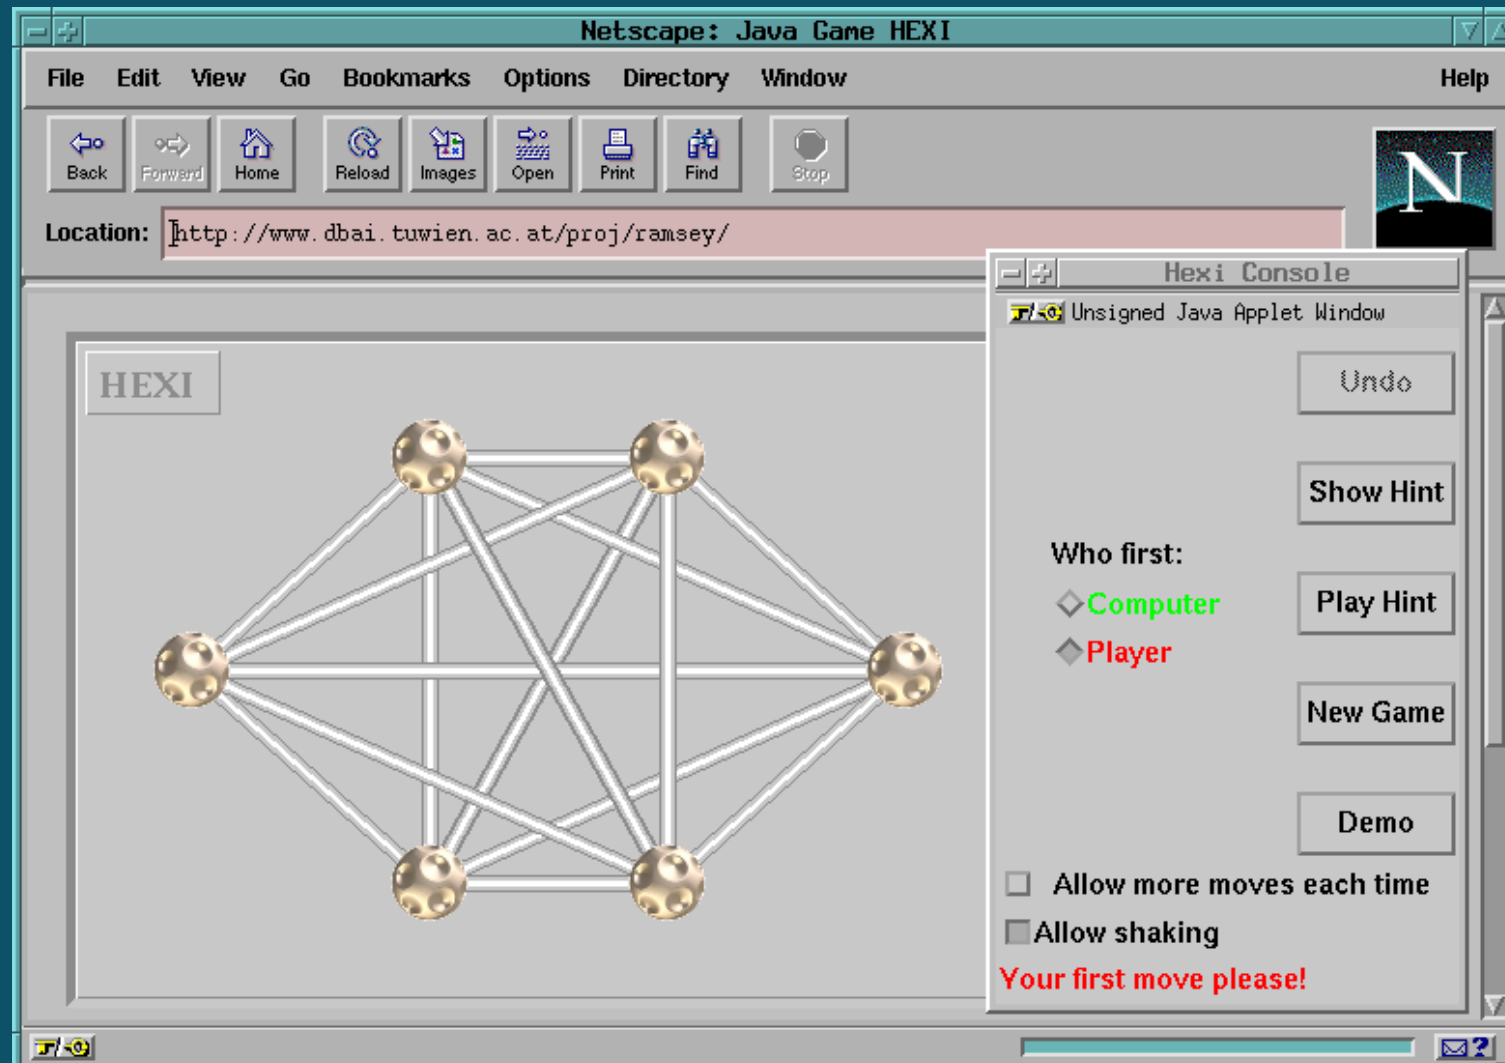 Netscape: Java Game HEXI
File Edit View Go Bookmarks Options Directory Window Help
Back Forward Home Reload Images Open Print Find Stop
N
Location: http://www.dbai.tuwien.ac.at/proj/ramsey/
Hexi Console
Unsigned Java Applet Window
HEXI
Undo
Show Hint
Who first:
Computer
Player
Play Hint
New Game
Demo
Allow more moves each time
Allow shaking
Your first move please!
?